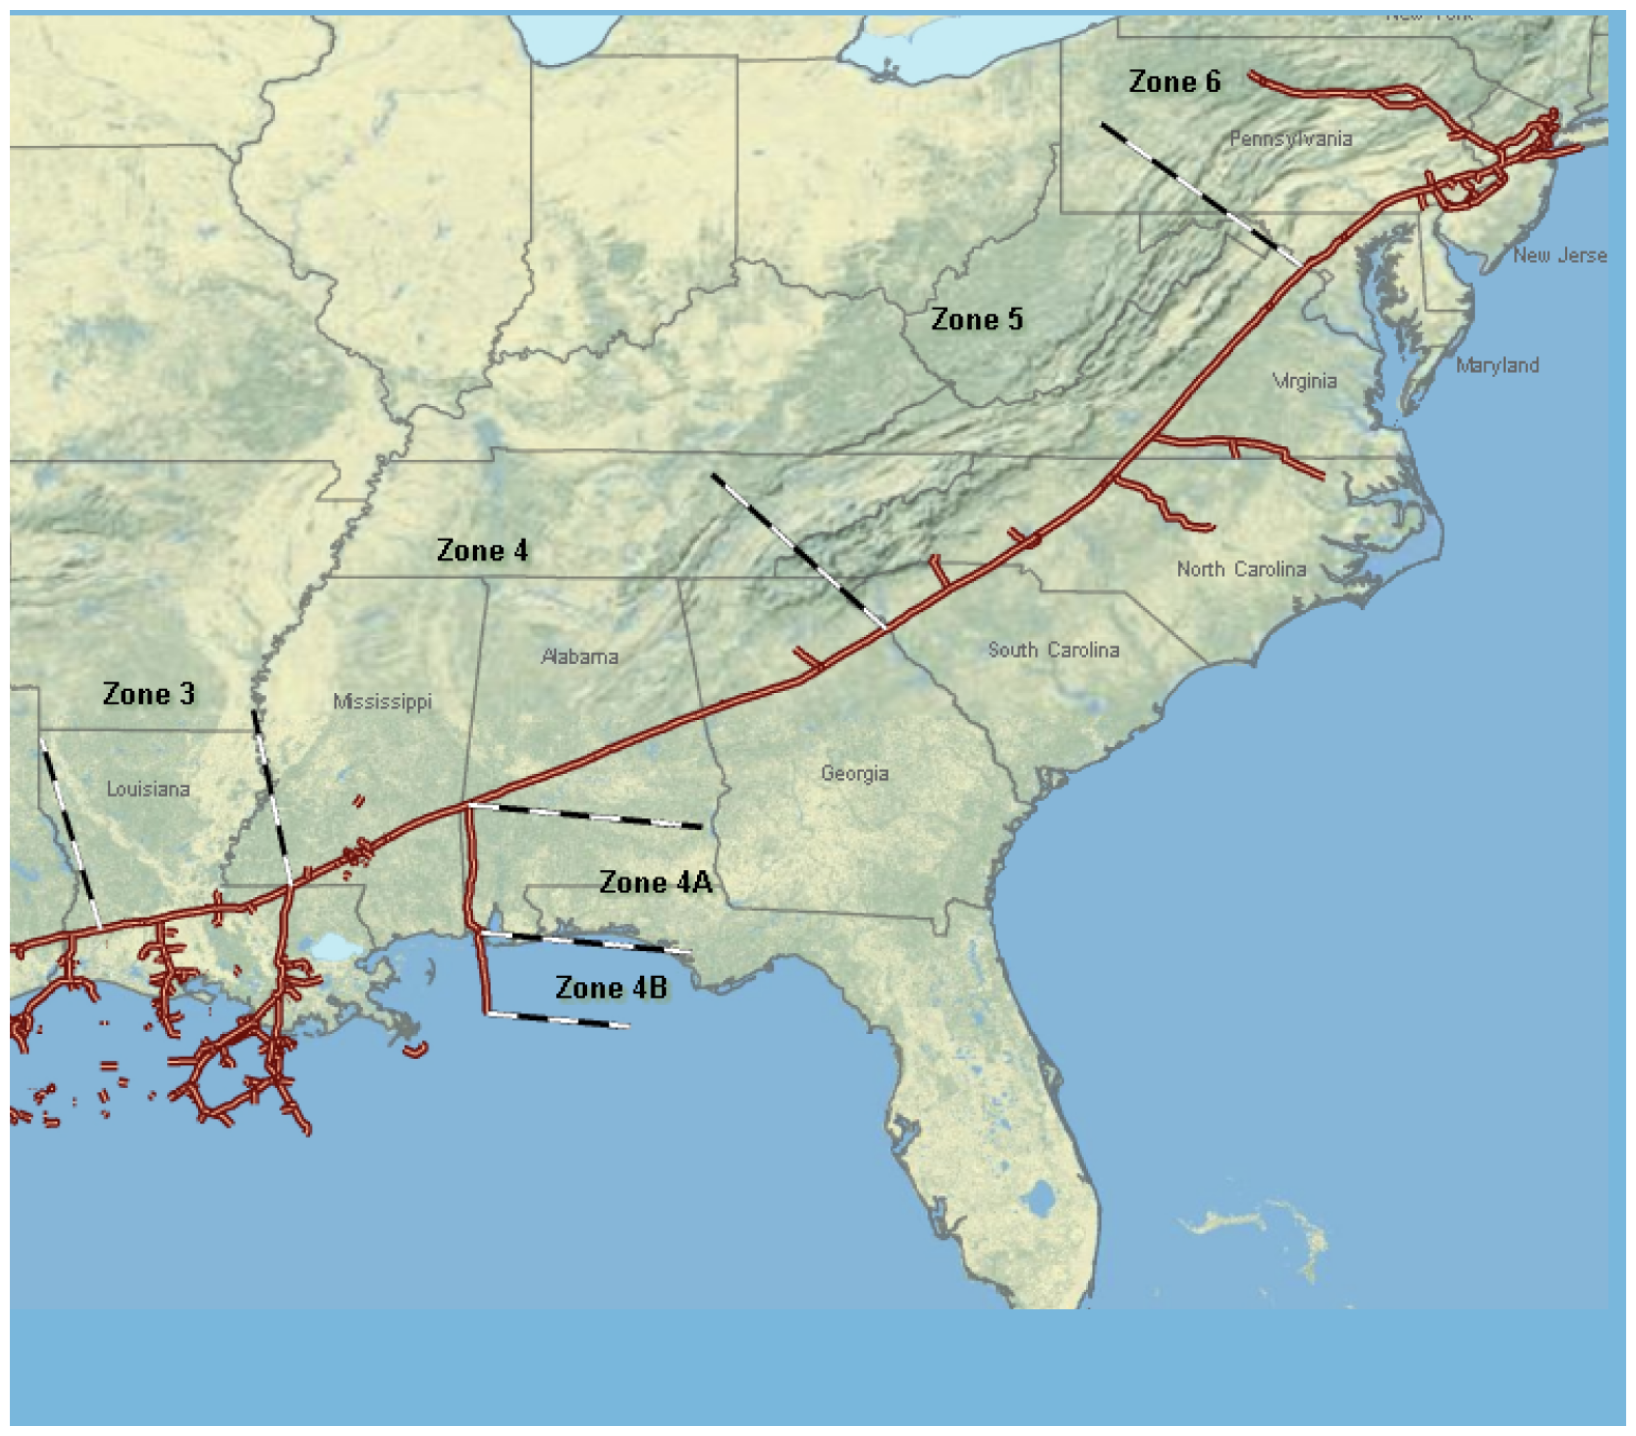 New York
Zone 6
Pennsylvania
New Jerse
Zone 5
Maryland
Virginia
Zone 4
North Carolina
South Carolina
Alabama
Zone 3
Mississippi
Georgia
Louisiana
Zone 4A
Zone 4B